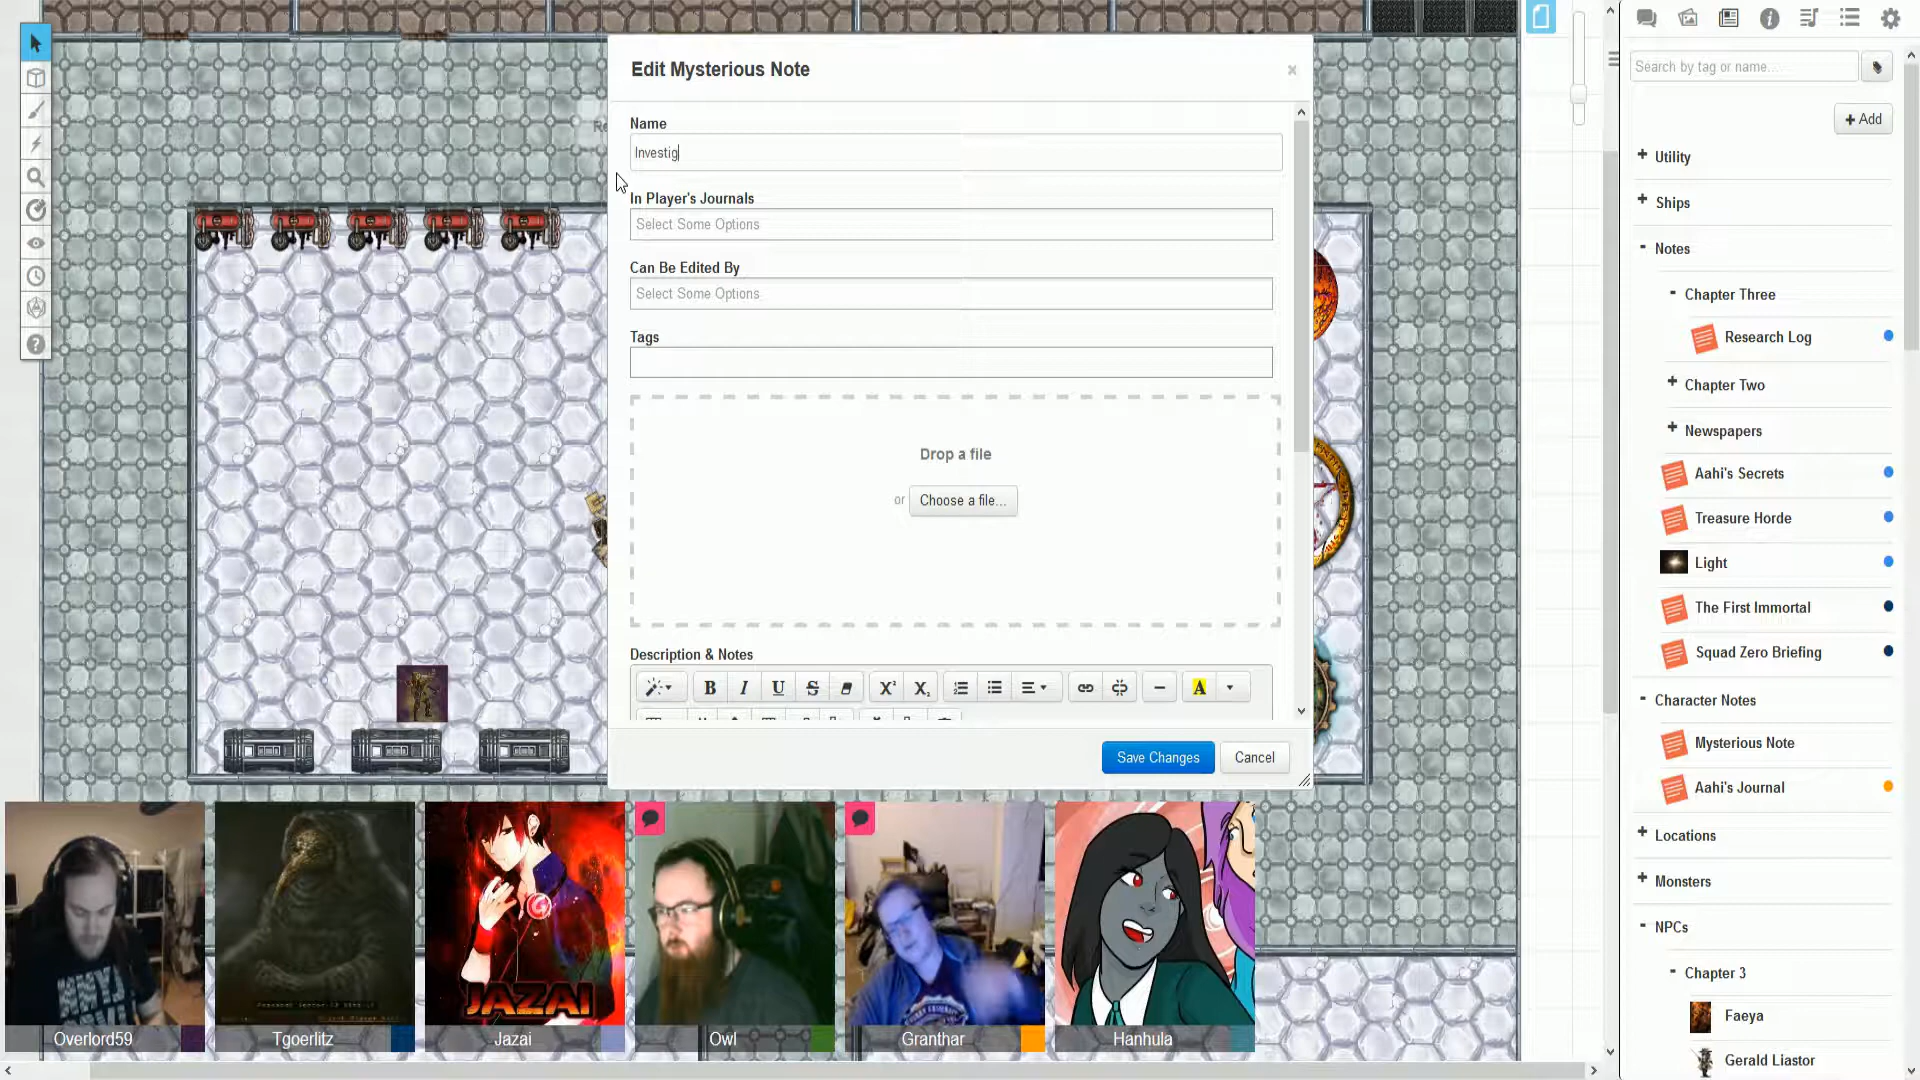 Edit Mysterious Note
×
Name
Investig
In Player's Journals
Select Some Options
Can Be Edited By
Select Some Options
Tags
Drop a file
or Choose a file...
Description & Notes
B I U S X² X₁ A
Save Changes
Cancel
Search by tag or name...
+ Add
+ Utility
+ Ships
- Notes
- Chapter Three
Research Log
+ Chapter Two
+ Newspapers
Aahi's Secrets
Treasure Horde
Light
The First Immortal
Squad Zero Briefing
- Character Notes
Mysterious Note
Aahi's Journal
+ Locations
+ Monsters
- NPCs
- Chapter 3
Faeya
Gerald Liastor
JAZAI
Overlord59
Tgoerlitz
Jazai
Owl
Granthar
Hanhula